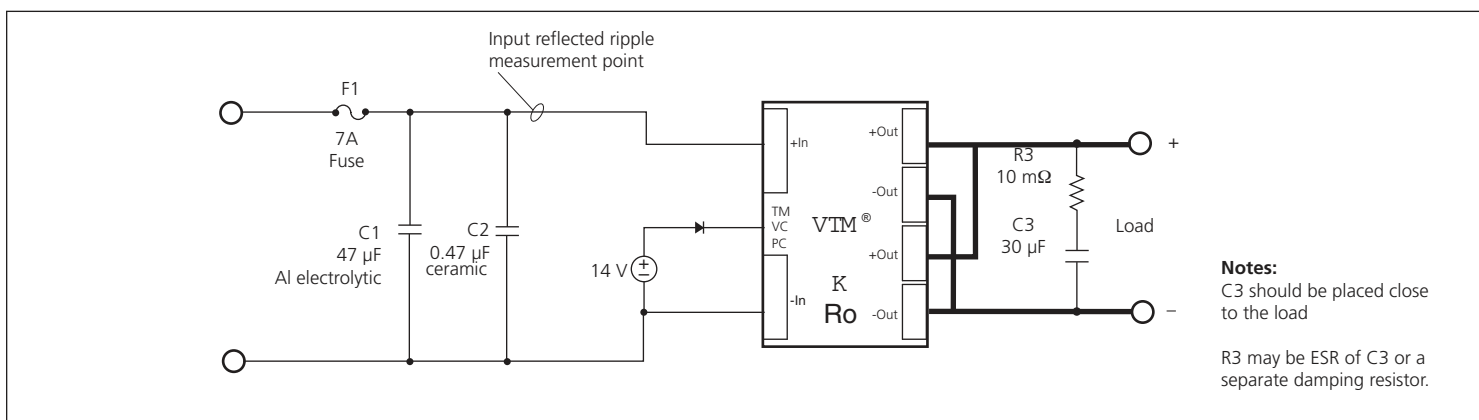 Input reflected ripple
measurement point
F1
7A
Fuse
C1
47 µF
Al electrolytic
C2
0.47 µF
ceramic
14 V
+
−
+In
TM
VC
PC
-In
VTM®
K
Ro
+Out
-Out
+Out
-Out
R3
10 mΩ
C3
30 µF
+
Load
−
Notes:
C3 should be placed close
to the load
R3 may be ESR of C3 or a
separate damping resistor.